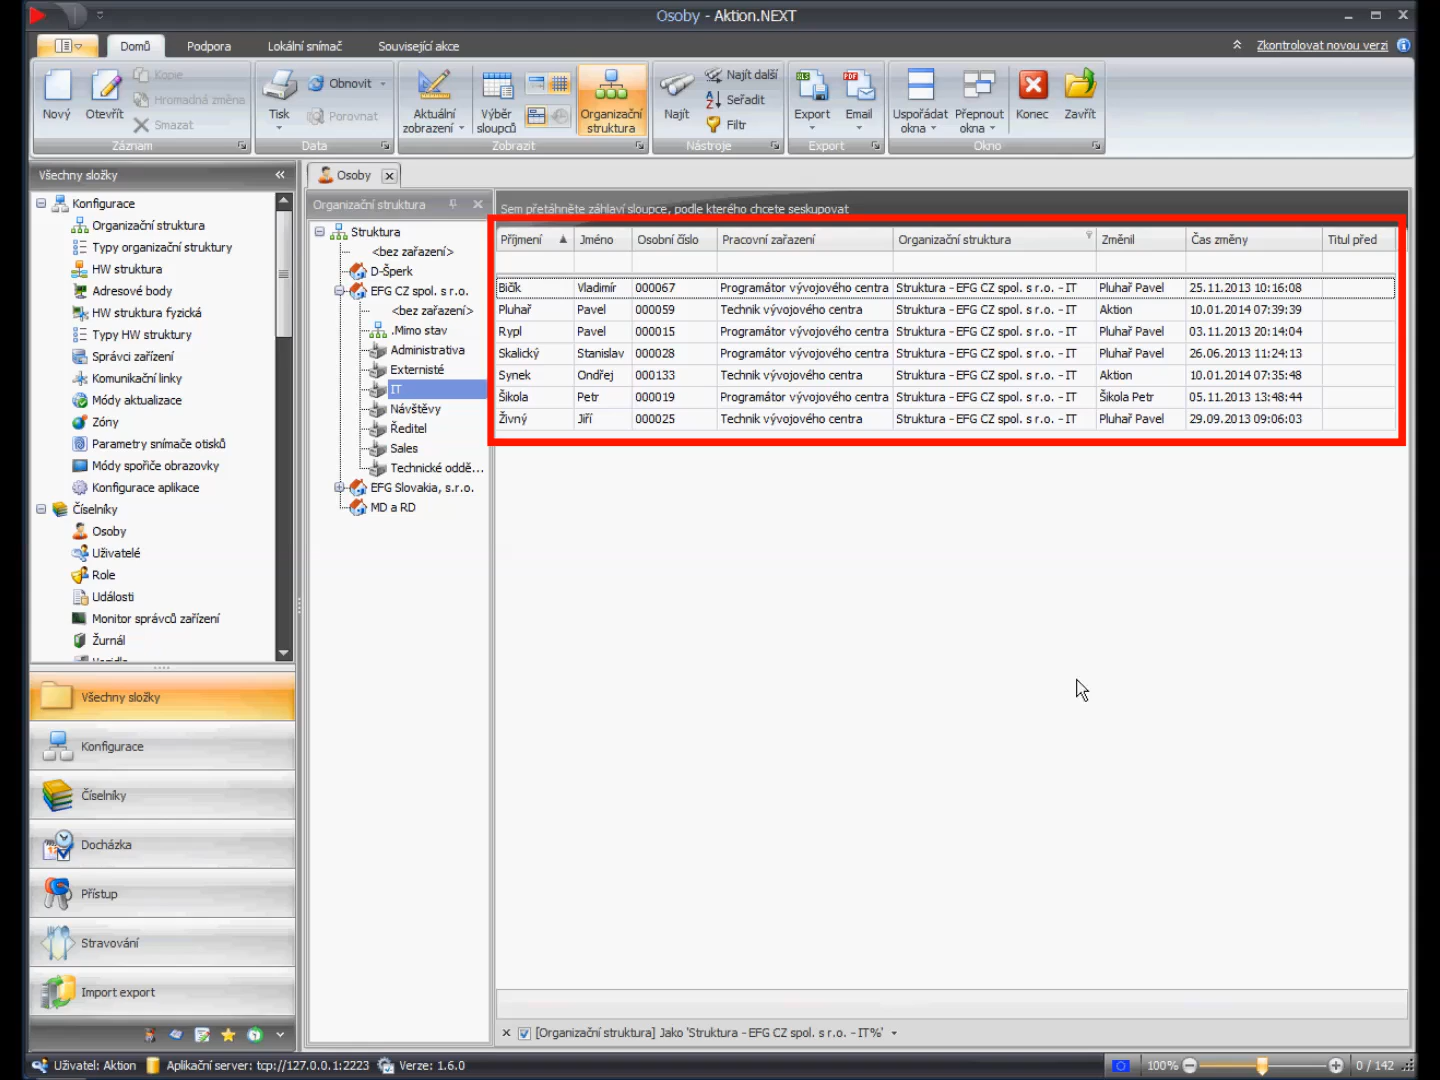 Osoby - Aktion.NEXT
Domů Podpora Lokální snímač Související akce Zkontrolovat novou verzi
Nový Otevřít Kopie Hromadná změna Smazat
Tisk Obnovit Porovnat
Aktuální zobrazení Výběr sloupců Organizační struktura
Najít Najít další Seřadit Filtr
Export Email
Uspořádat okna Přepnout okna Konec Zavřít
Záznam Data Zobrazit Nástroje Export Okno
Všechny složky «
Konfigurace
Organizační struktura
Typy organizační struktury
HW struktura
Adresové body
HW struktura fyzická
Typy HW struktury
Správci zařízení
Komunikační linky
Módy aktualizace
Zóny
Parametry snímače otisků
Módy spořiče obrazovky
Konfigurace aplikace
Číselníky
Osoby
Uživatelé
Role
Události
Monitor správců zařízení
Žurnál
Všechny složky
Konfigurace
Číselníky
Docházka
Přístup
Stravování
Import export
Osoby
Organizační struktura
Struktura
<bez zařazení>
D-Šperk
EFG CZ spol. s r.o.
<bez zařazení>
.Mimo stav
Administrativa
Externisté
IT
Návštěvy
Ředitel
Sales
Technické oddě...
EFG Slovakia, s.r.o.
MD a RD
Sem přetáhněte záhlaví sloupce, podle kterého chcete seskupovat
Příjmení Jméno Osobní číslo Pracovní zařazení Organizační struktura Změnil Čas změny Titul před
Bičík Vladimír 000067 Programátor vývojového centra Struktura - EFG CZ spol. s r.o. - IT Pluhař Pavel 25.11.2013 10:16:08
Pluhař Pavel 000059 Technik vývojového centra Struktura - EFG CZ spol. s r.o. - IT Aktion 10.01.2014 07:39:39
Rypl Pavel 000015 Programátor vývojového centra Struktura - EFG CZ spol. s r.o. - IT Pluhař Pavel 03.11.2013 20:14:04
Skalický Stanislav 000028 Programátor vývojového centra Struktura - EFG CZ spol. s r.o. - IT Pluhař Pavel 26.06.2013 11:24:13
Synek Ondřej 000133 Technik vývojového centra Struktura - EFG CZ spol. s r.o. - IT Aktion 10.01.2014 07:35:48
Šikola Petr 000019 Programátor vývojového centra Struktura - EFG CZ spol. s r.o. - IT Šikola Petr 05.11.2013 13:48:44
Živný Jiří 000025 Technik vývojového centra Struktura - EFG CZ spol. s r.o. - IT Pluhař Pavel 29.09.2013 09:06:03
[Organizační struktura] Jako 'Struktura - EFG CZ spol. s r.o. - IT%'
Uživatel: Aktion Aplikační server: tcp://127.0.0.1:2223 Verze: 1.6.0 100% 0 / 142